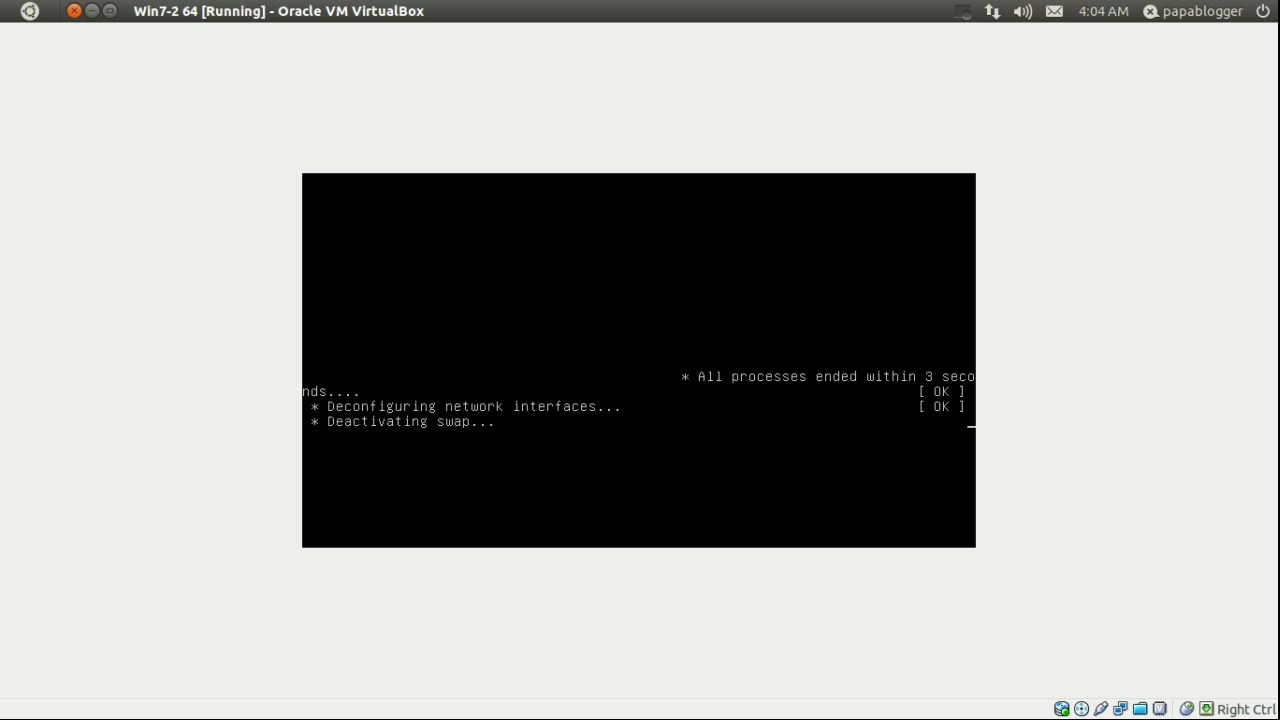 Win7-2 64 [Running] - Oracle VM VirtualBox
4:04 AM
papablogger
* All processes ended within 3 seco
nds.... [ OK ]
* Deconfiguring network interfaces... [ OK ]
* Deactivating swap...
Right Ctrl